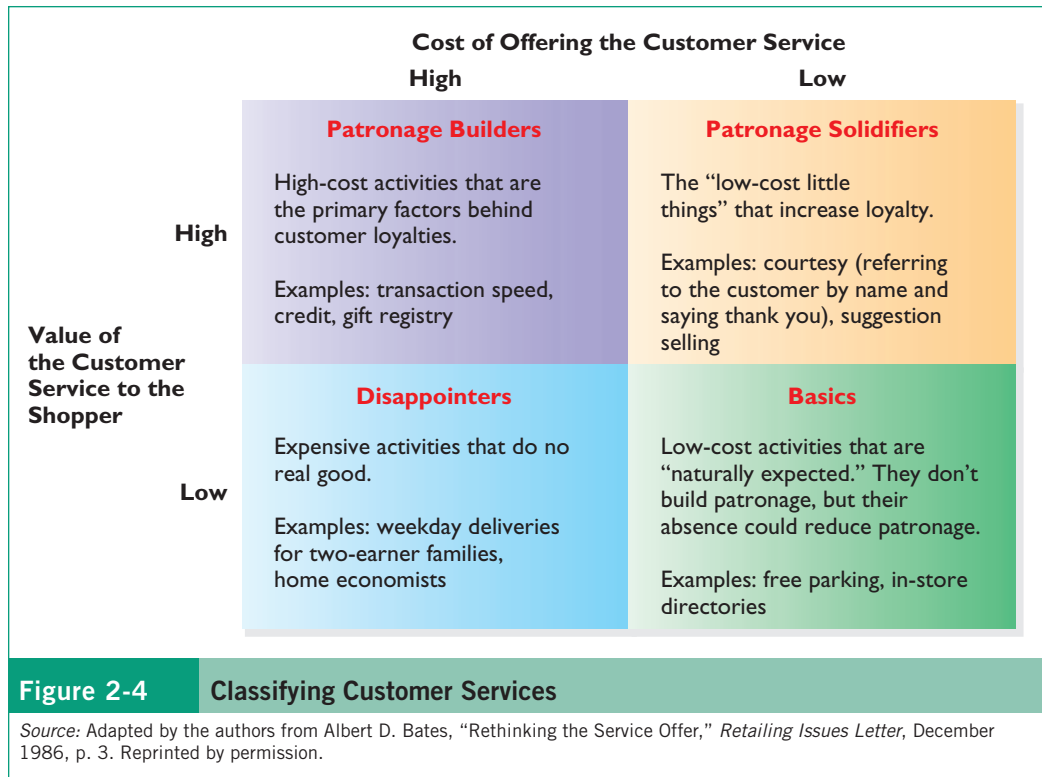 Cost of Offering the Customer Service
High
Low
Patronage Builders
High-cost activities that are
the primary factors behind
customer loyalties.
Examples: transaction speed,
credit, gift registry
Patronage Solidifiers
The “low-cost little
things” that increase loyalty.
Examples: courtesy (referring
to the customer by name and
saying thank you), suggestion
selling
High
Value of
the Customer
Service to the
Shopper
Low
Disappointers
Expensive activities that do no
real good.
Examples: weekday deliveries
for two-earner families,
home economists
Basics
Low-cost activities that are
“naturally expected.” They don’t
build patronage, but their
absence could reduce patronage.
Examples: free parking, in-store
directories
Figure 2-4 Classifying Customer Services
Source: Adapted by the authors from Albert D. Bates, “Rethinking the Service Offer,” Retailing Issues Letter, December
1986, p. 3. Reprinted by permission.